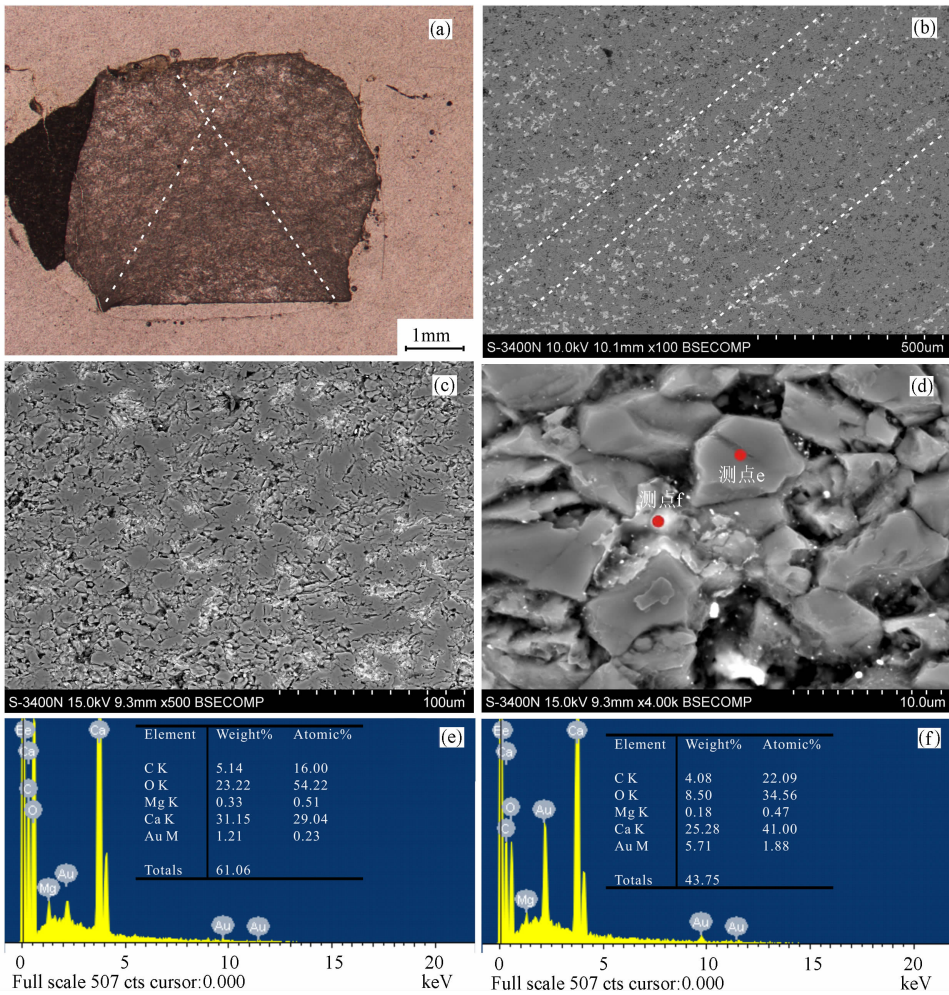 (a)
1mm
(b)
S-3400N 10.0kV 10.1mm x100 BSECOMP 500um
(c)
S-3400N 15.0kV 9.3mm x500 BSECOMP 100um
(d)
测点e
测点f
S-3400N 15.0kV 9.3mm x4.00k BSECOMP 10.0um
(e)
Ca
Ca
C
O
Mg
Au
Au
Au
Element Weight% Atomic%
C K 5.14 16.00
O K 23.22 54.22
Mg K 0.33 0.51
Ca K 31.15 29.04
Au M 1.21 0.23
Totals 61.06
0 5 10 15 20
Full scale 507 cts cursor:0.000 keV
(f)
Ca
Ca
O
C
Au
Mg
Au
Au
Element Weight% Atomic%
C K 4.08 22.09
O K 8.50 34.56
Mg K 0.18 0.47
Ca K 25.28 41.00
Au M 5.71 1.88
Totals 43.75
0 5 10 15 20
Full scale 507 cts cursor:0.000 keV